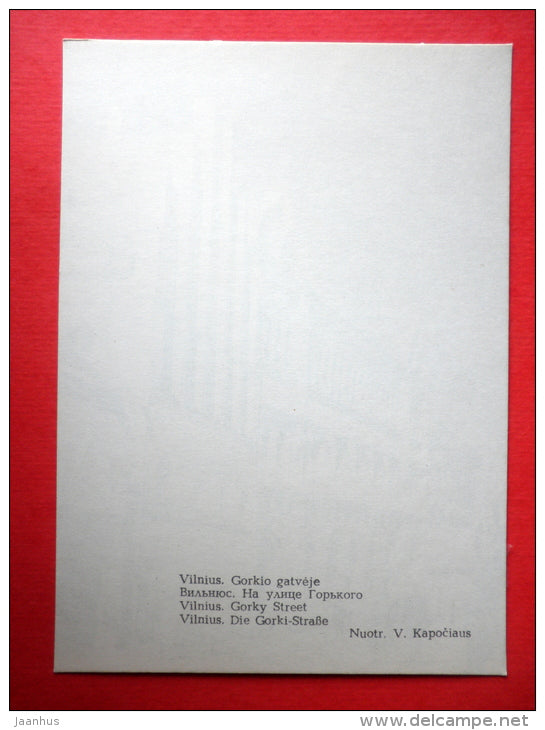 Vilnius. Gorkio gatvėje
Вильнюс. На улице Горького
Vilnius. Gorky Street
Vilnius. Die Gorki-Straße
Nuotr. V. Kapočiaus
jaanhus
www.delcampe.net